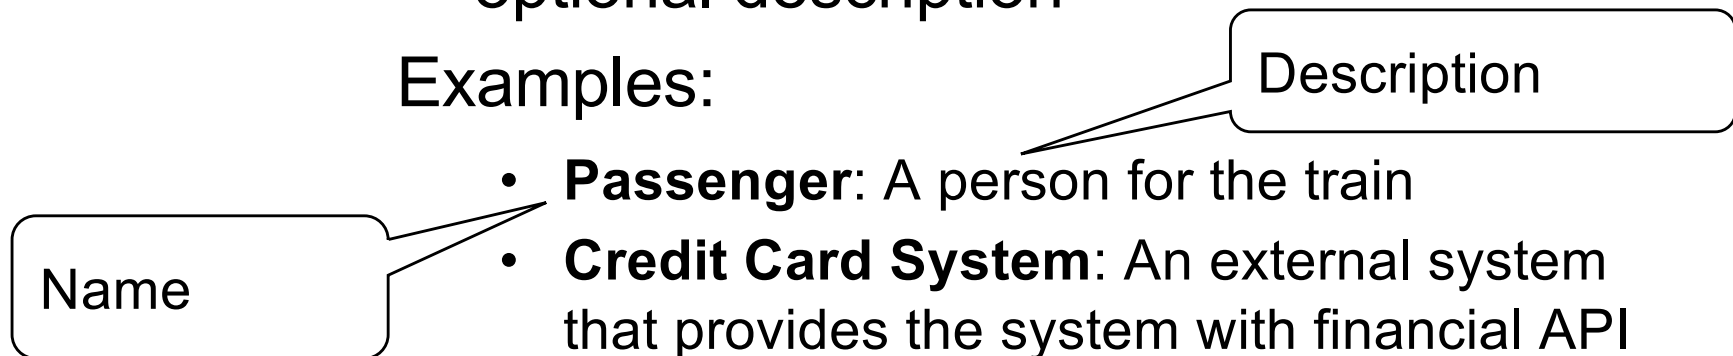 optional description
Examples:
Description
• Passenger: A person for the train
Name
• Credit Card System: An external system
that provides the system with financial API